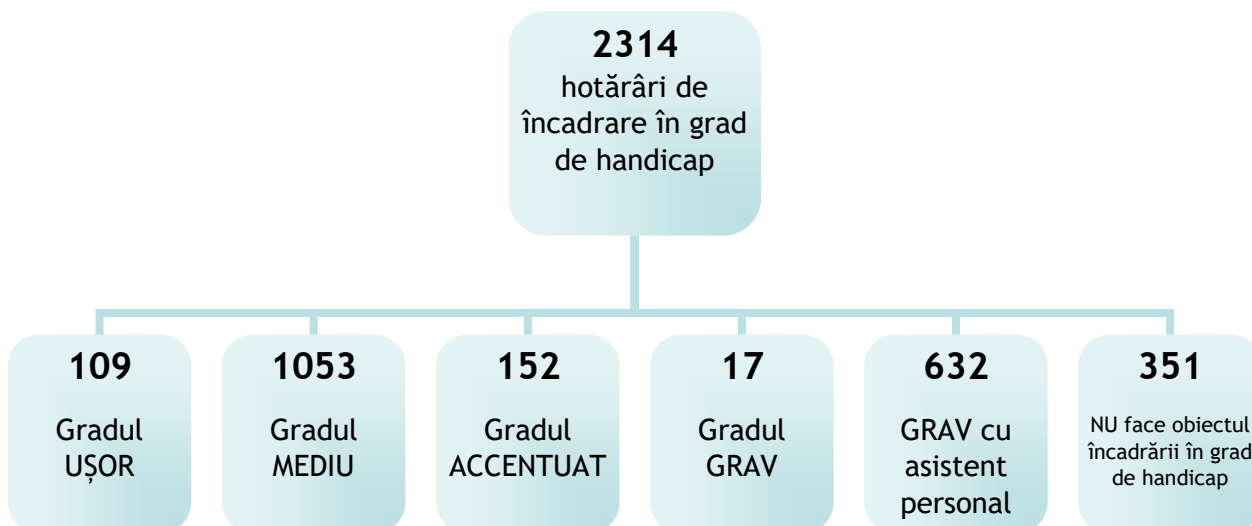 2314
hotărâri de
încadrare în grad
de handicap
109
Gradul
UȘOR
1053
Gradul
MEDIU
152
Gradul
ACCENTUAT
17
Gradul
GRAV
632
GRAV cu
asistent
personal
351
NU face obiectul
încadrării în grad
de handicap